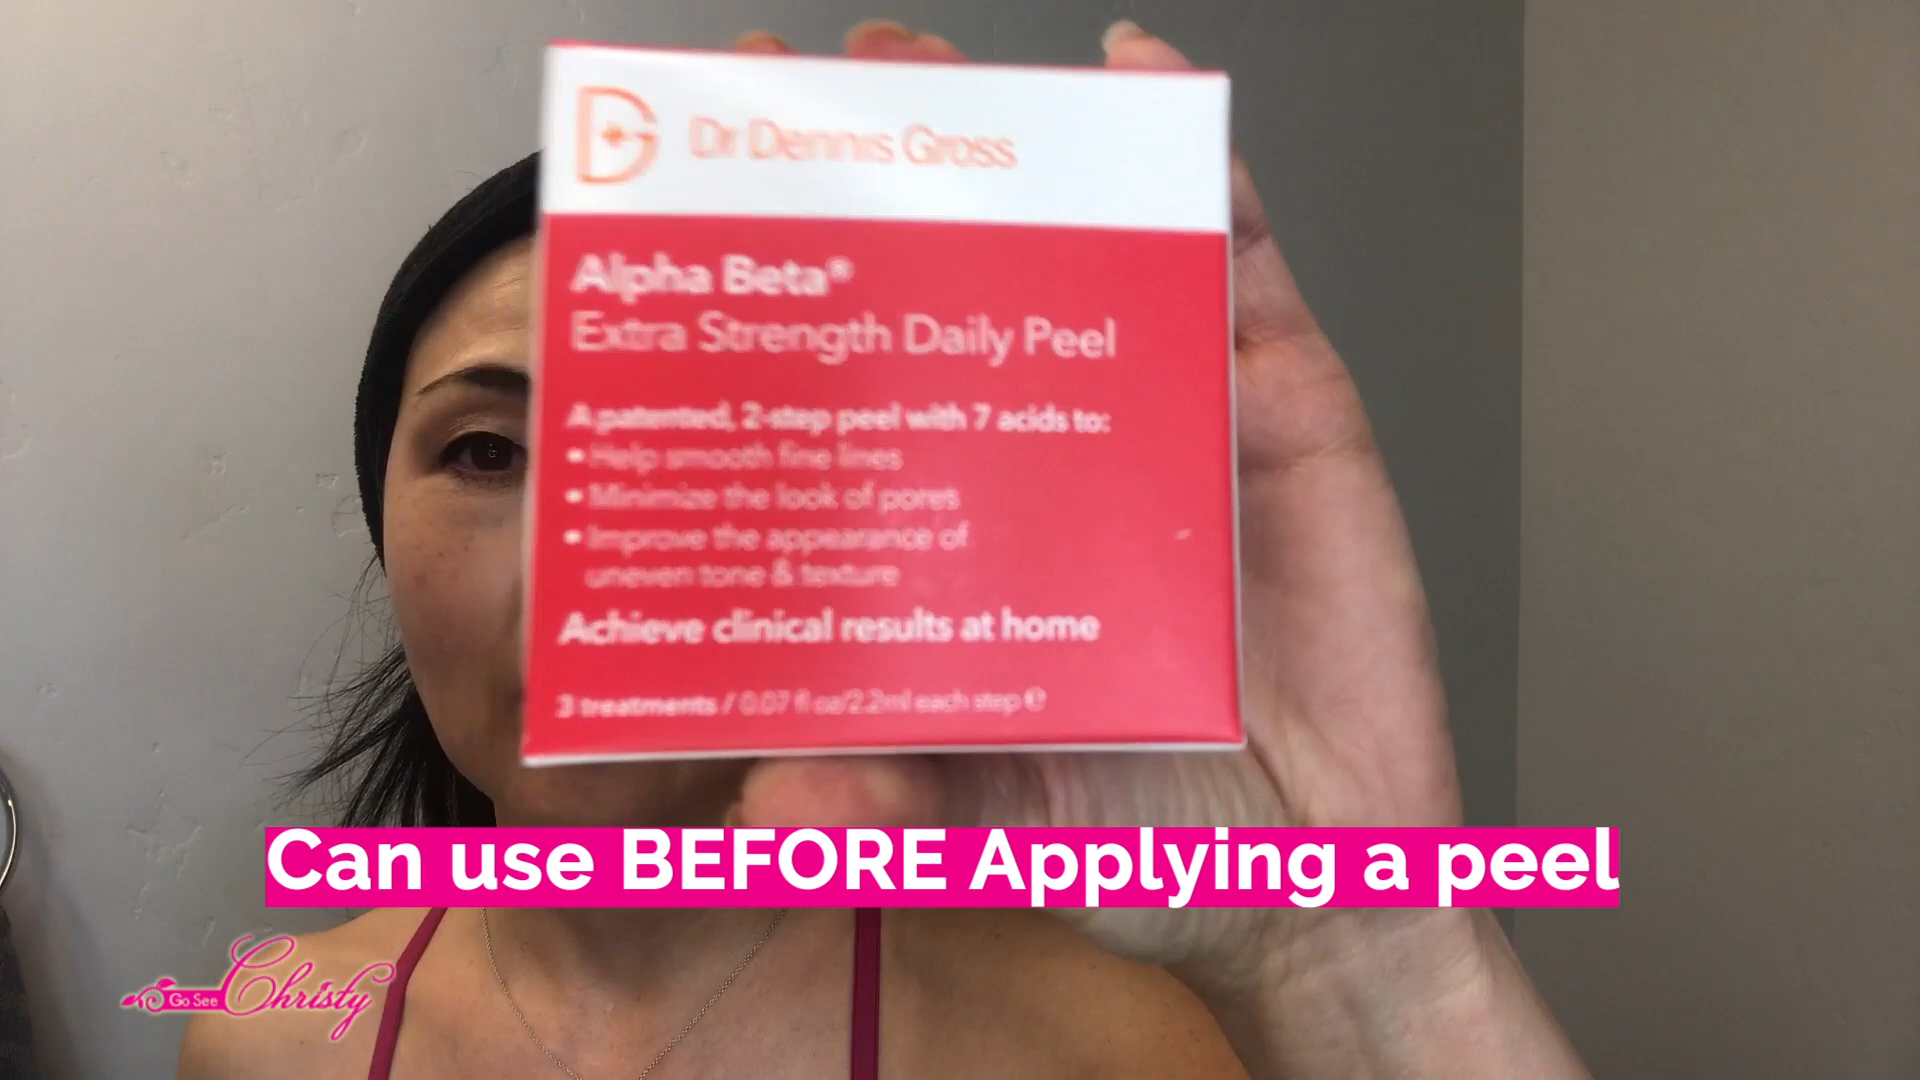 Dr Dennis Gross
Alpha Beta®
Extra Strength Daily Peel
A patented, 2-step peel with 7 acids to:
• Help smooth fine lines
• Minimize the look of pores
• Improve the appearance of
uneven tone & texture
Achieve clinical results at home
3 treatments / 0.07 fl oz/2.2ml each step ℮
Can use BEFORE Applying a peel
Go See Christy